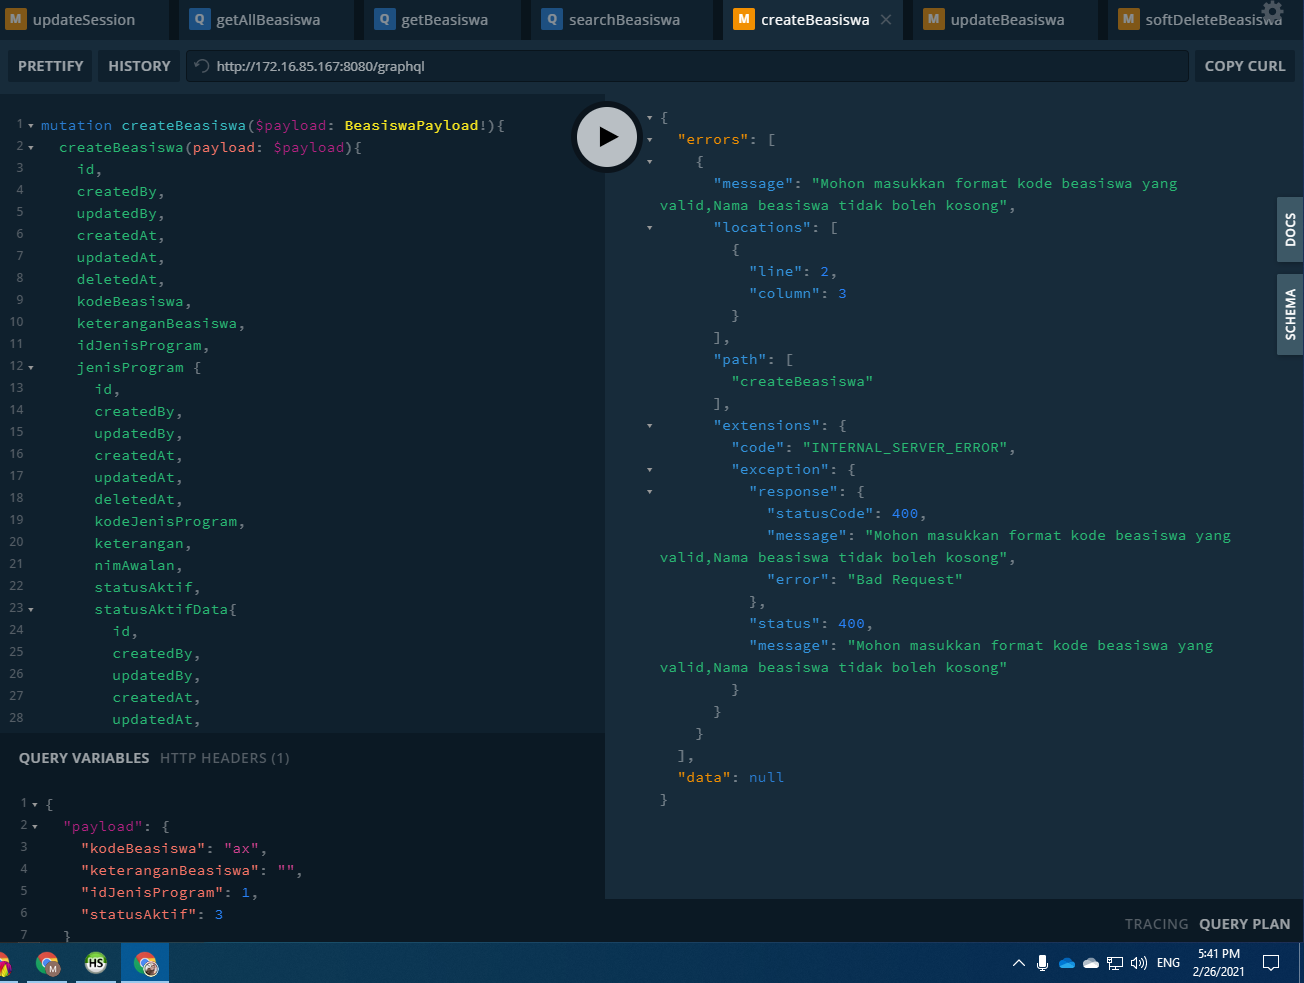 M updateSession Q getAllBeasiswa Q getBeasiswa Q searchBeasiswa M createBeasiswa × M updateBeasiswa M softDeleteBeasiswa
PRETTIFY HISTORY http://172.16.85.167:8080/graphql COPY CURL
1 mutation createBeasiswa($payload: BeasiswaPayload!){
2 createBeasiswa(payload: $payload){
3 id,
4 createdBy,
5 updatedBy,
6 createdAt,
7 updatedAt,
8 deletedAt,
9 kodeBeasiswa,
10 keteranganBeasiswa,
11 idJenisProgram,
12 jenisProgram {
13 id,
14 createdBy,
15 updatedBy,
16 createdAt,
17 updatedAt,
18 deletedAt,
19 kodeJenisProgram,
20 keterangan,
21 nimAwalan,
22 statusAktif,
23 statusAktifData{
24 id,
25 createdBy,
26 updatedBy,
27 createdAt,
28 updatedAt,
QUERY VARIABLES HTTP HEADERS (1)
1 {
2 "payload": {
3 "kodeBeasiswa": "ax",
4 "keteranganBeasiswa": "",
5 "idJenisProgram": 1,
6 "statusAktif": 3
7 }
{
"errors": [
{
"message": "Mohon masukkan format kode beasiswa yang
valid,Nama beasiswa tidak boleh kosong",
"locations": [
{
"line": 2,
"column": 3
}
],
"path": [
"createBeasiswa"
],
"extensions": {
"code": "INTERNAL_SERVER_ERROR",
"exception": {
"response": {
"statusCode": 400,
"message": "Mohon masukkan format kode beasiswa yang
valid,Nama beasiswa tidak boleh kosong",
"error": "Bad Request"
},
"status": 400,
"message": "Mohon masukkan format kode beasiswa yang
valid,Nama beasiswa tidak boleh kosong"
}
}
}
],
"data": null
}
DOCS
SCHEMA
TRACING QUERY PLAN
M
HS
ENG
5:41 PM
2/26/2021